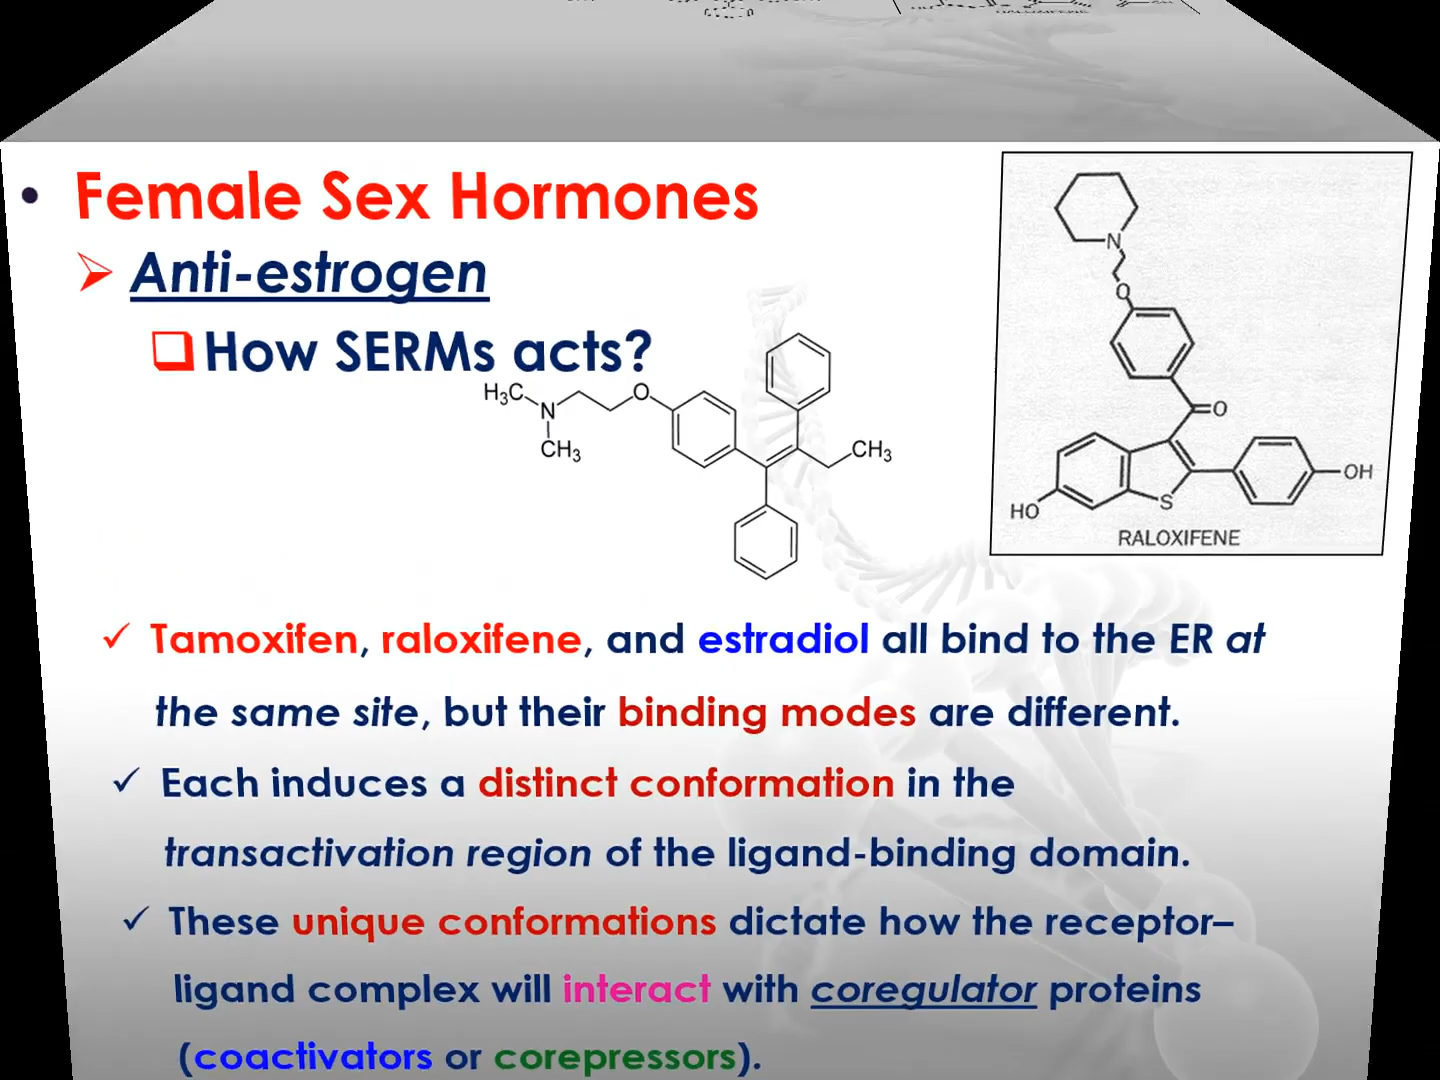 • Female Sex Hormones
➢ Anti-estrogen
❑ How SERMs acts?
H₃C
N
CH₃
O
CH₃
N
O
O
HO
S
OH
RALOXIFENE
✓ Tamoxifen, raloxifene, and estradiol all bind to the ER at
the same site, but their binding modes are different.
✓ Each induces a distinct conformation in the
transactivation region of the ligand-binding domain.
✓ These unique conformations dictate how the receptor–
ligand complex will interact with coregulator proteins
(coactivators or corepressors).